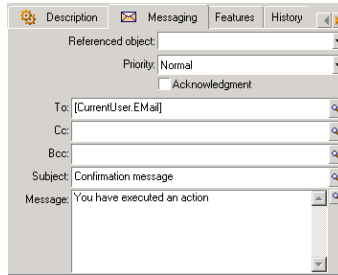 Description Messaging Features History
Referenced object:
Priority: Normal
Acknowledgment
To: [CurrentUser.EMail]
Cc:
Bcc:
Subject: Confirmation message
Message: You have executed an action